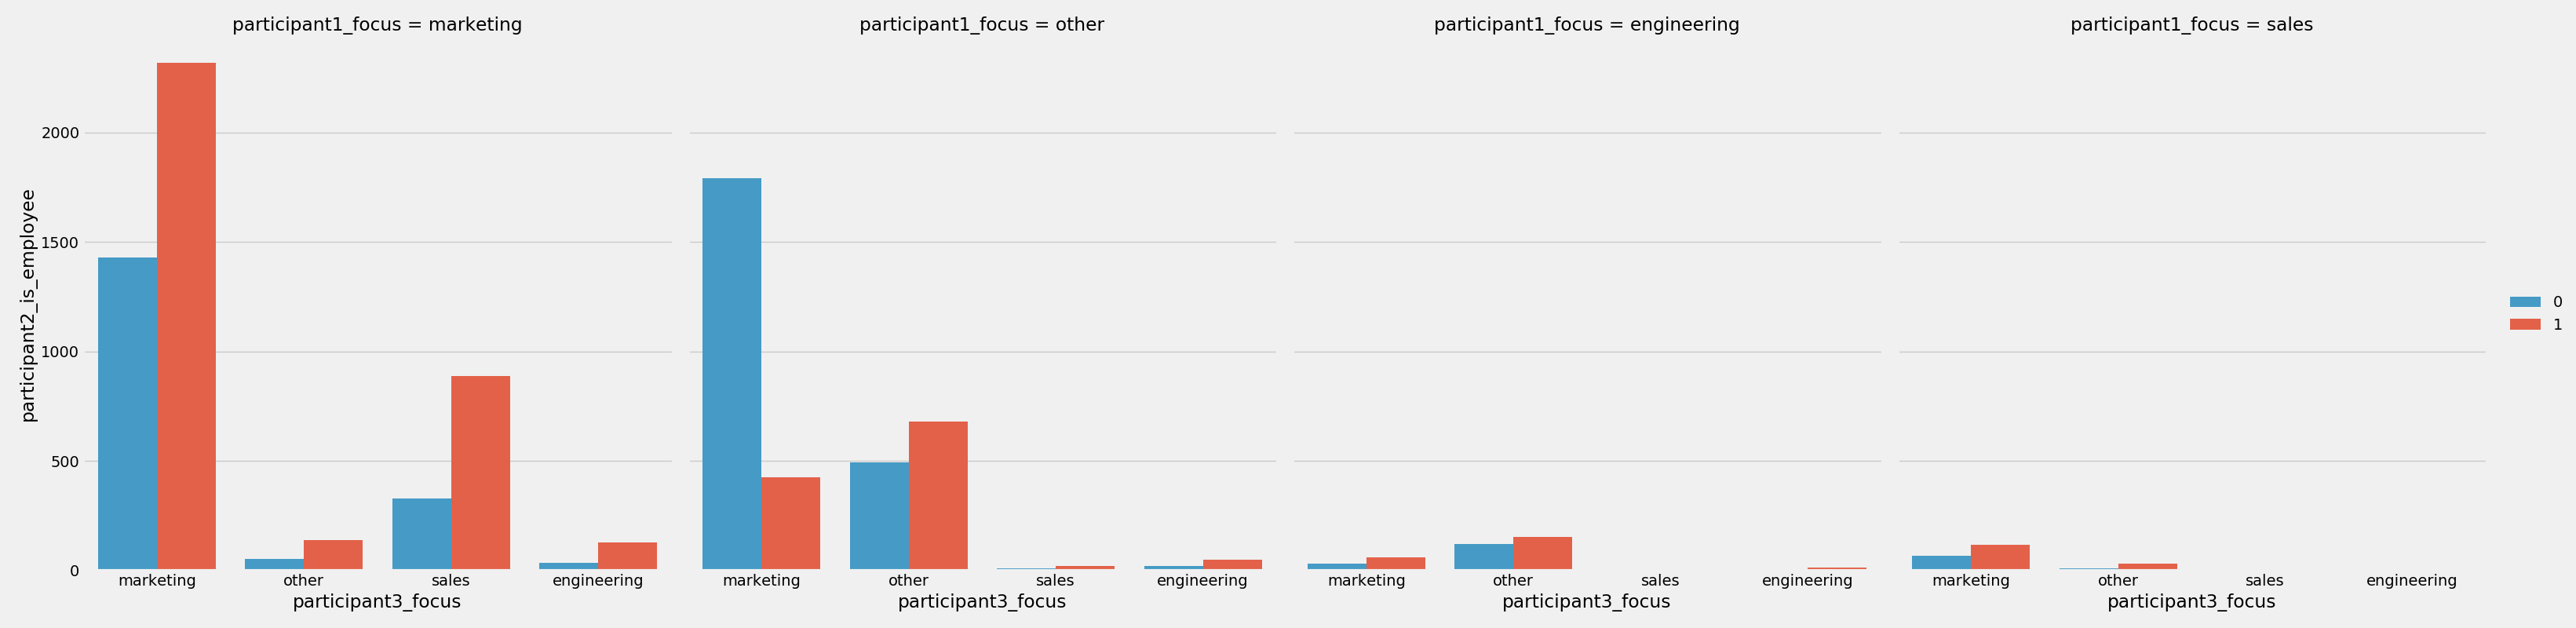 participant1_focus = marketing
participant1_focus = other
participant1_focus = engineering
participant1_focus = sales
participant2_is_employee
2000
1500
1000
500
0
marketing other sales engineering
marketing other sales engineering
marketing other sales engineering
marketing other sales engineering
participant3_focus
participant3_focus
participant3_focus
participant3_focus
0
1